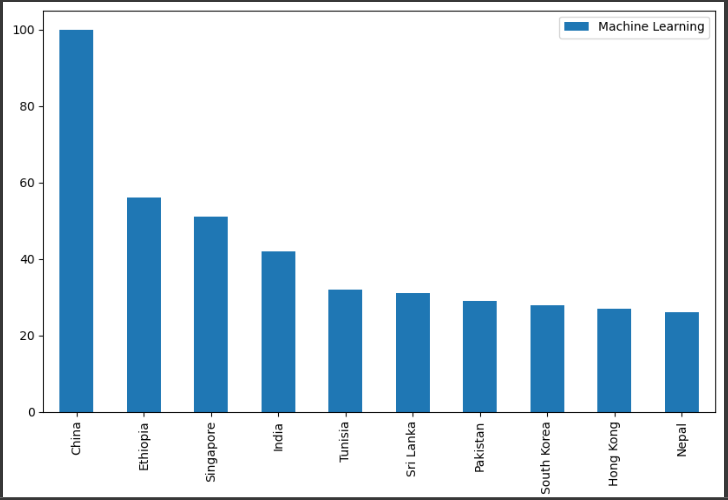 Machine Learning
100
80
60
40
20
0
China
Ethiopia
Singapore
India
Tunisia
Sri Lanka
Pakistan
South Korea
Hong Kong
Nepal